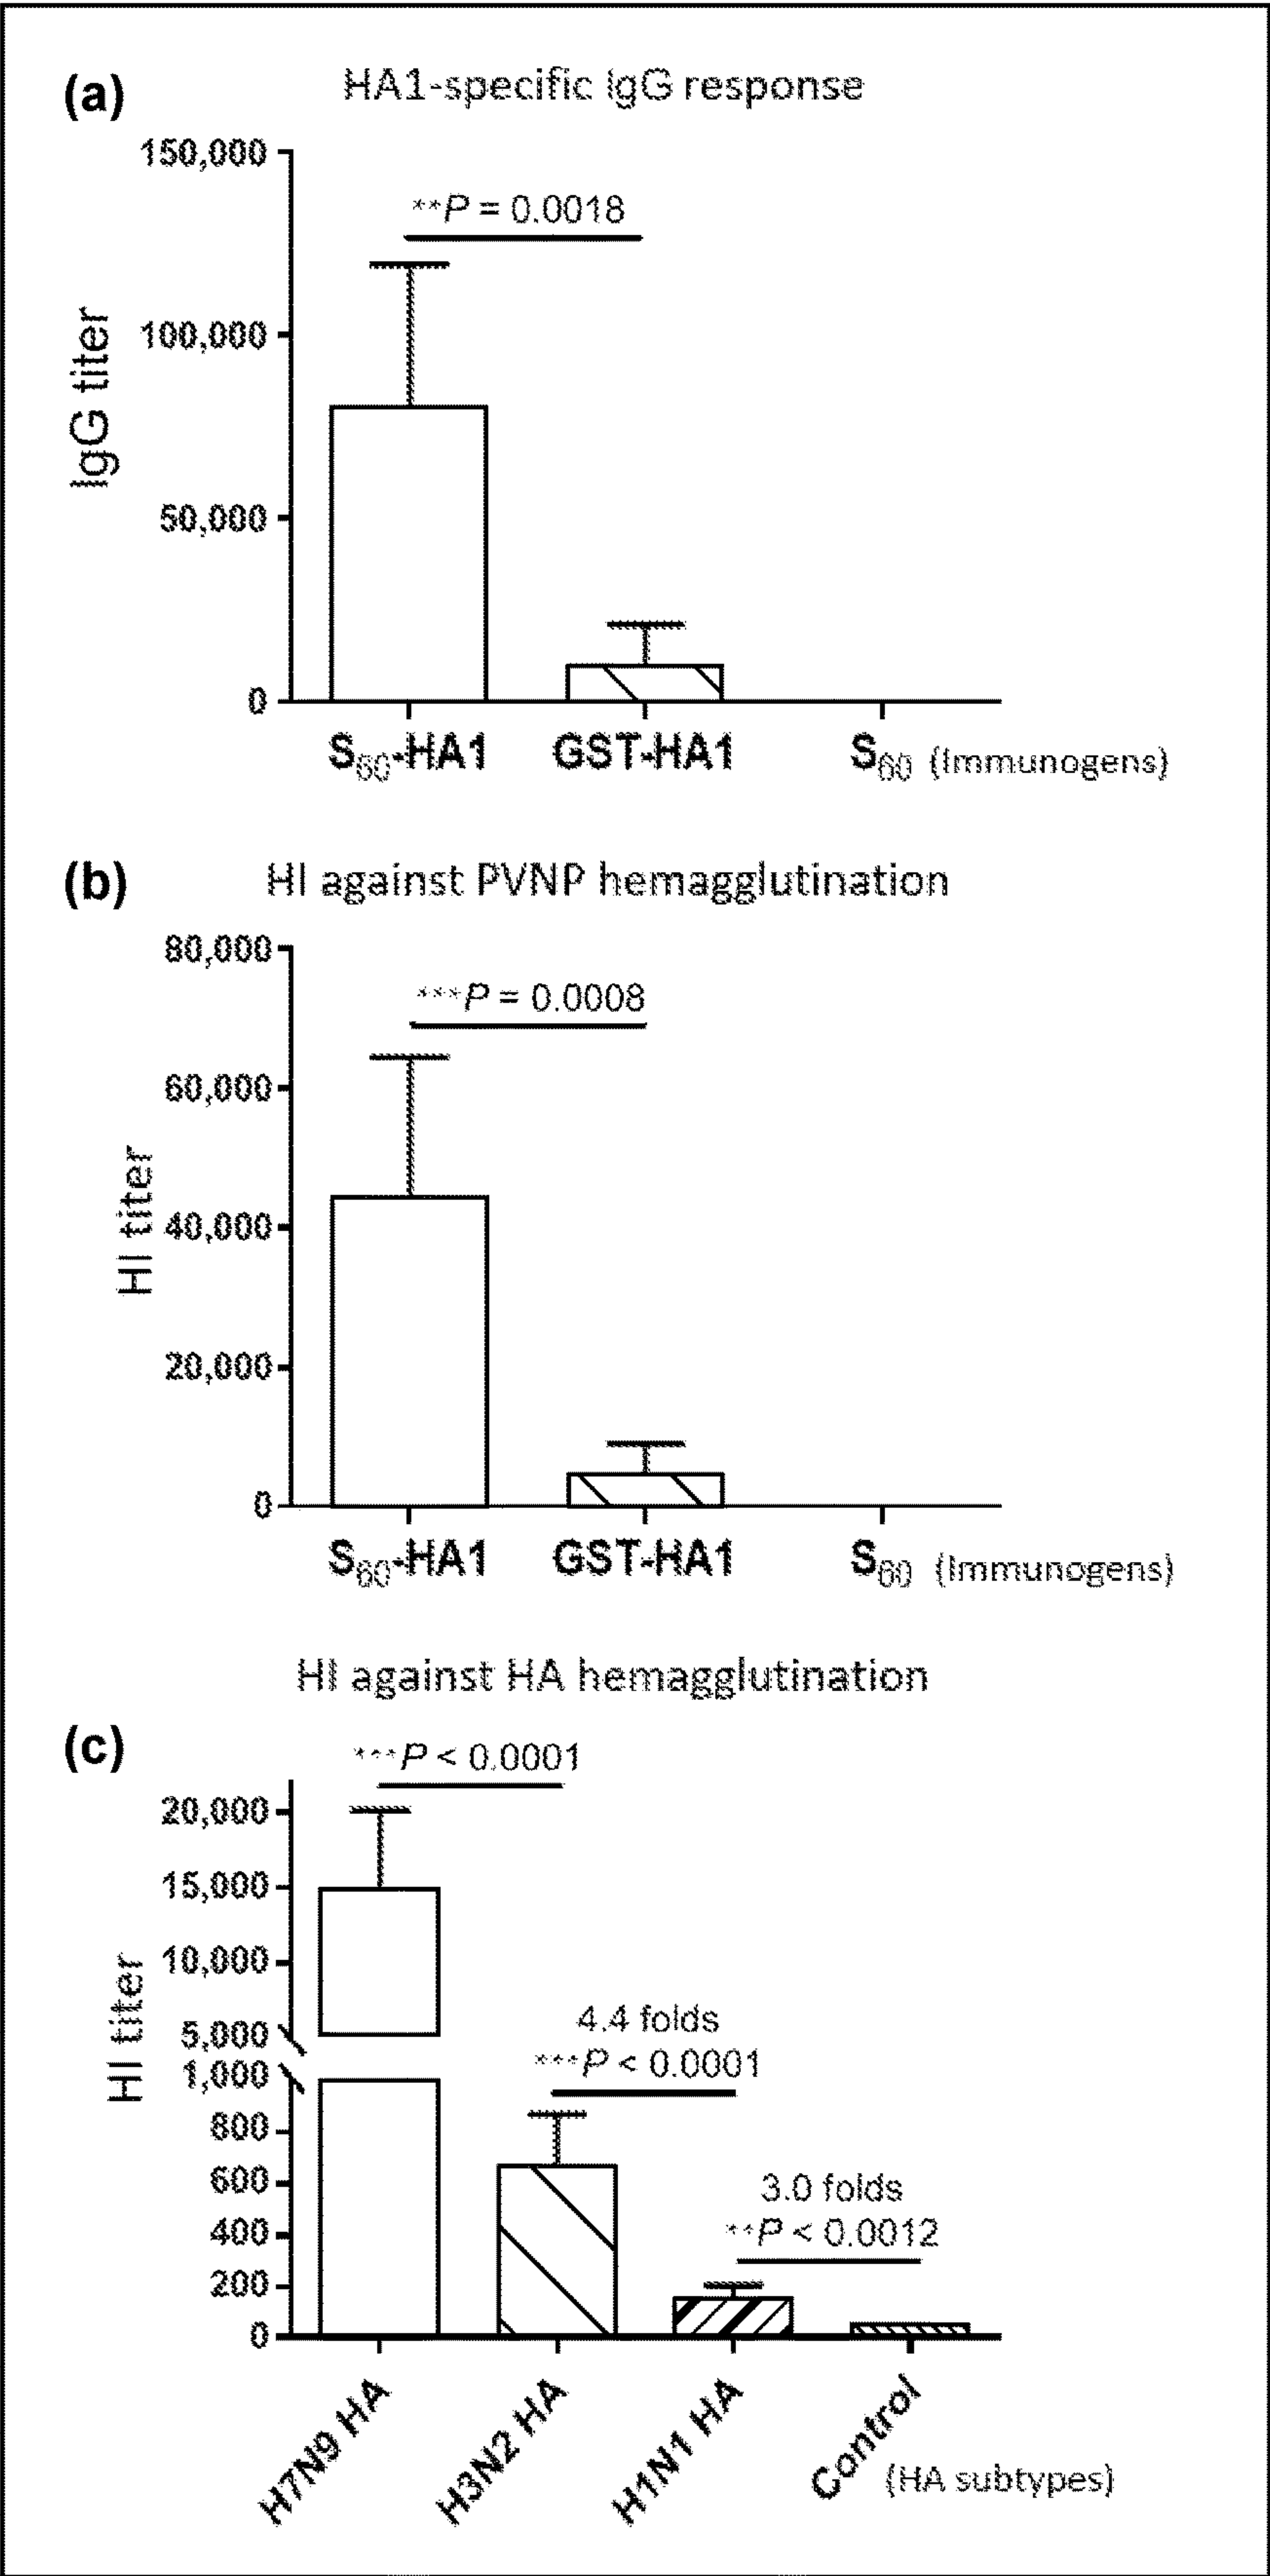 (a)
HA1-specific IgG response
150,000
**P = 0.0018
100,000
IgG titer
50,000
0
S60-HA1 GST-HA1 S60 (Immunogens)
(b)
HI against PVNP hemagglutination
80,000
***P = 0.0008
60,000
HI titer
40,000
20,000
0
S60-HA1 GST-HA1 S60 (Immunogens)
HI against HA hemagglutination
(c)
***P < 0.0001
20,000
15,000
10,000
HI titer
5,000
4.4 folds
***P < 0.0001
1,000
800
600
3.0 folds
**P < 0.0012
400
200
0
H7N9 HA H3N2 HA H1N1 HA Control (HA subtypes)